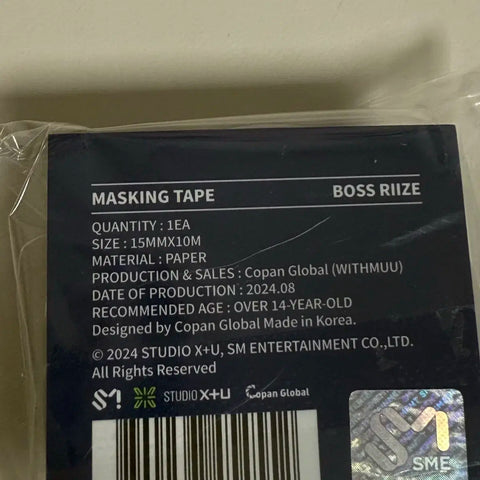 MASKING TAPE BOSS RIIZE
QUANTITY : 1EA
SIZE : 15MMX10M
MATERIAL : PAPER
PRODUCTION & SALES : Copan Global (WITHMUU)
DATE OF PRODUCTION : 2024.08
RECOMMENDED AGE : OVER 14-YEAR-OLD
Designed by Copan Global Made in Korea.
© 2024 STUDIO X+U, SM ENTERTAINMENT CO.,LTD.
All Rights Reserved
SM STUDIO X+U Copan Global
SM
SME